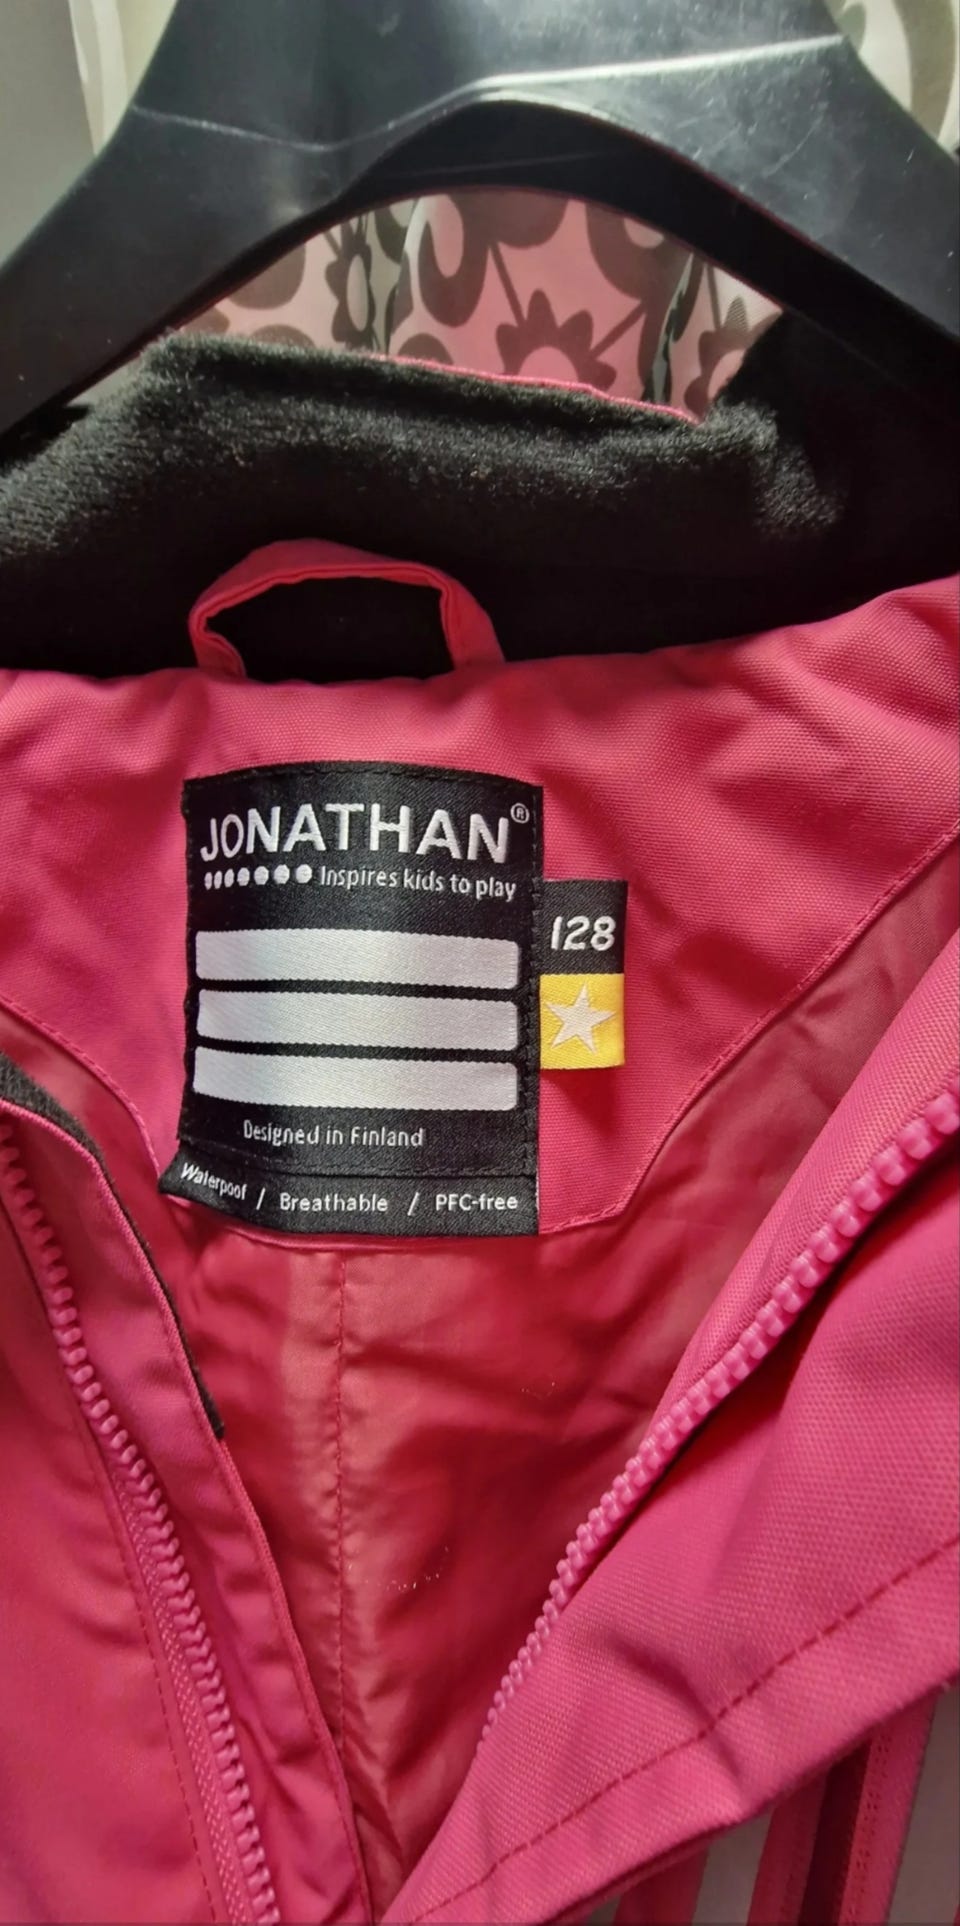 JONATHAN®
Inspires kids to play
128
Designed in Finland
Waterpoof / Breathable / PFC-free